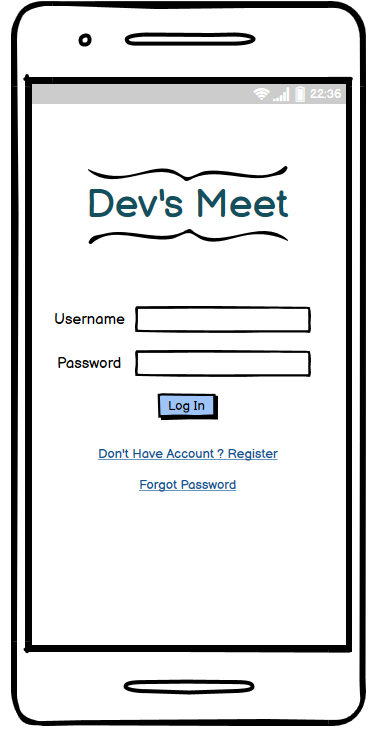 22:36
Dev's Meet
Username
Password
Log In
Don't Have Account ? Register
Forgot Password